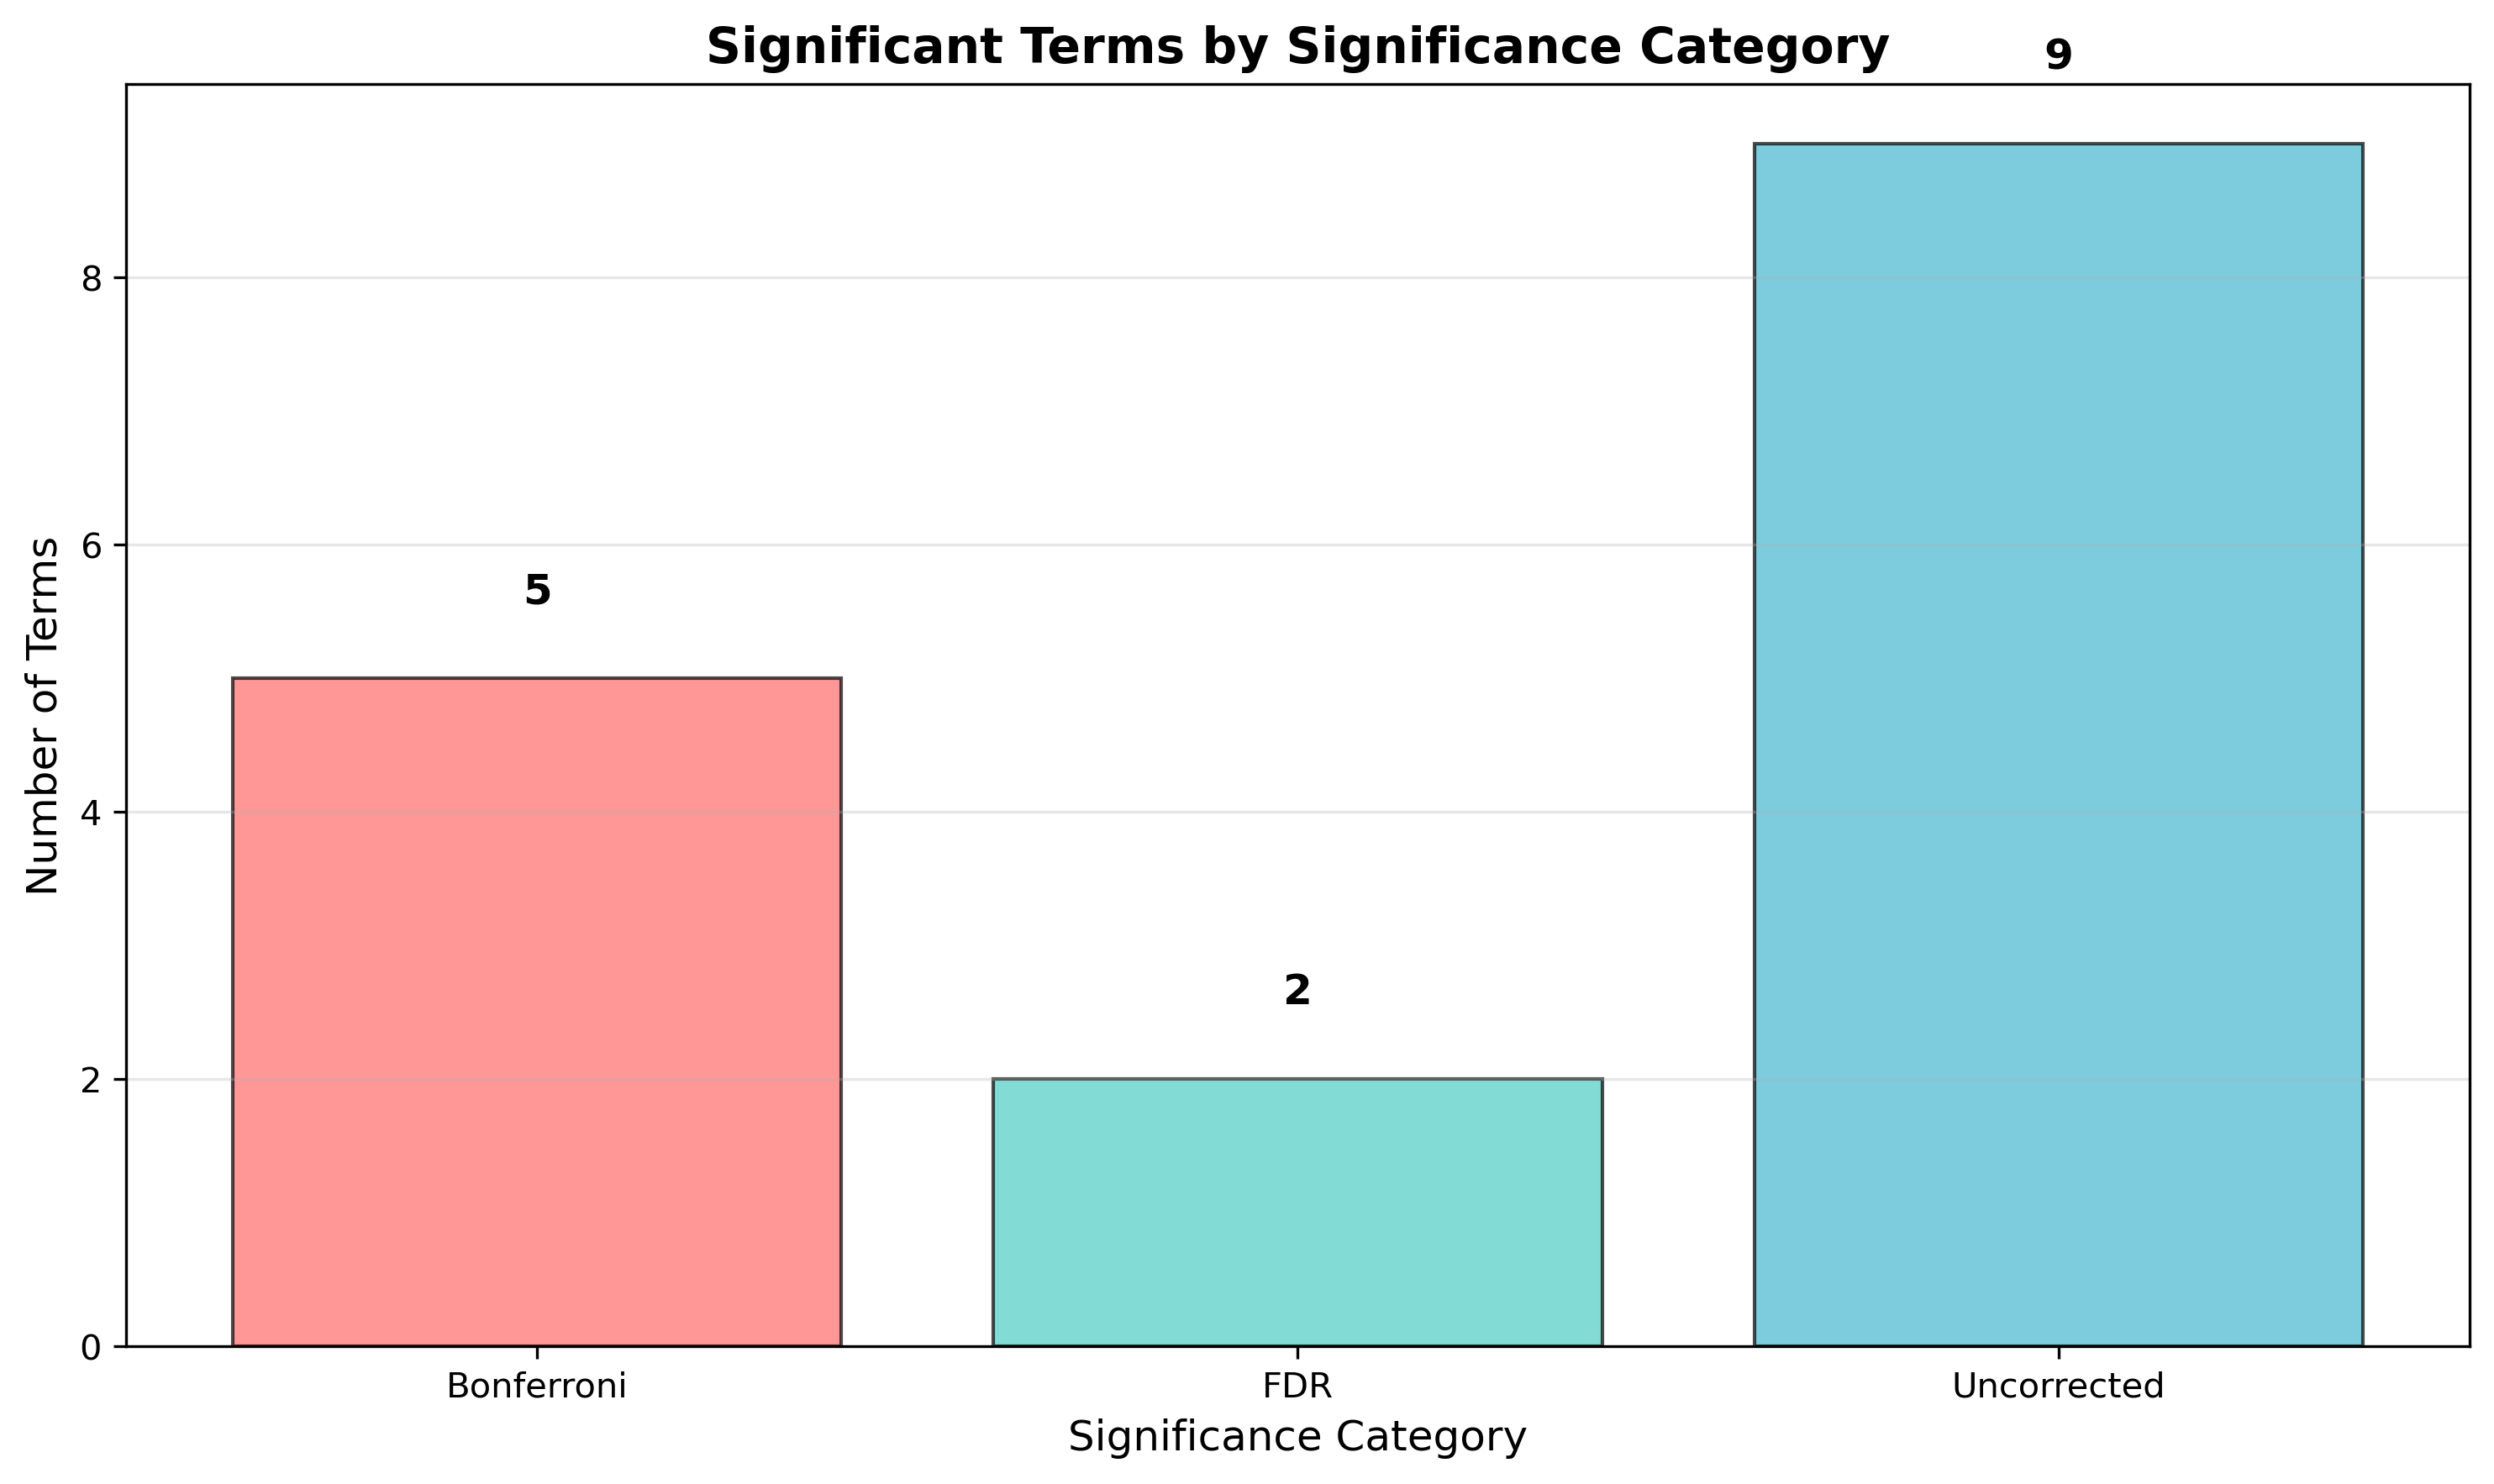 Significant Terms by Significance Category
9
8
6
5
4
2
2
0
Number of Terms
Bonferroni
FDR
Uncorrected
Significance Category